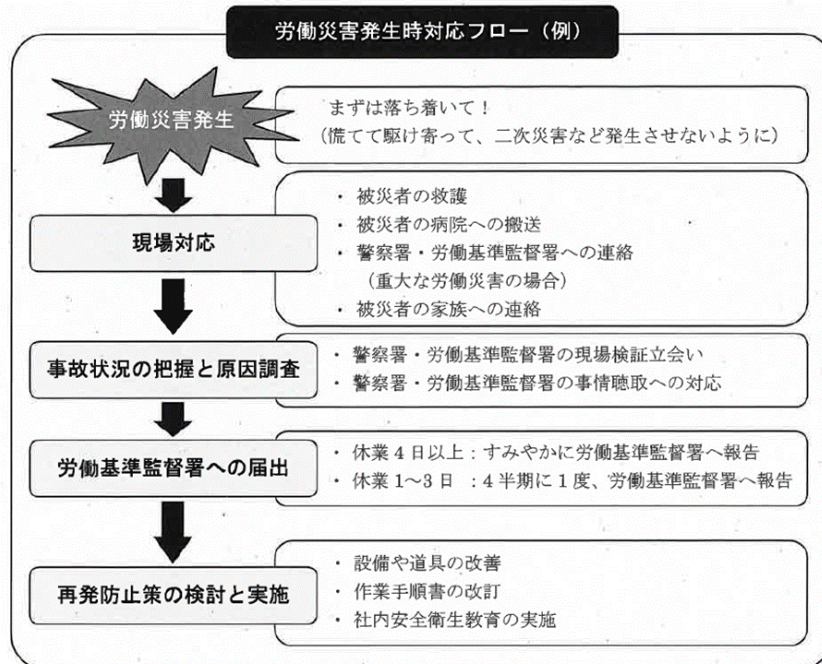 労働災害発生時対応フロー（例）
労働災害発生
まずは落ち着いて！
（慌てて駆け寄って、二次災害など発生させないように）
現場対応
・ 被災者の救護
・ 被災者の病院への搬送
・ 警察署・労働基準監督署への連絡
（重大な労働災害の場合）
・ 被災者の家族への連絡
事故状況の把握と原因調査
・ 警察署・労働基準監督署の現場検証立会い
・ 警察署・労働基準監督署の事情聴取への対応
労働基準監督署への届出
・ 休業４日以上：すみやかに労働基準監督署へ報告
・ 休業1～3日 ：４半期に１度、労働基準監督署へ報告
再発防止策の検討と実施
・ 設備や道具の改善
・ 作業手順書の改訂
・ 社内安全衛生教育の実施